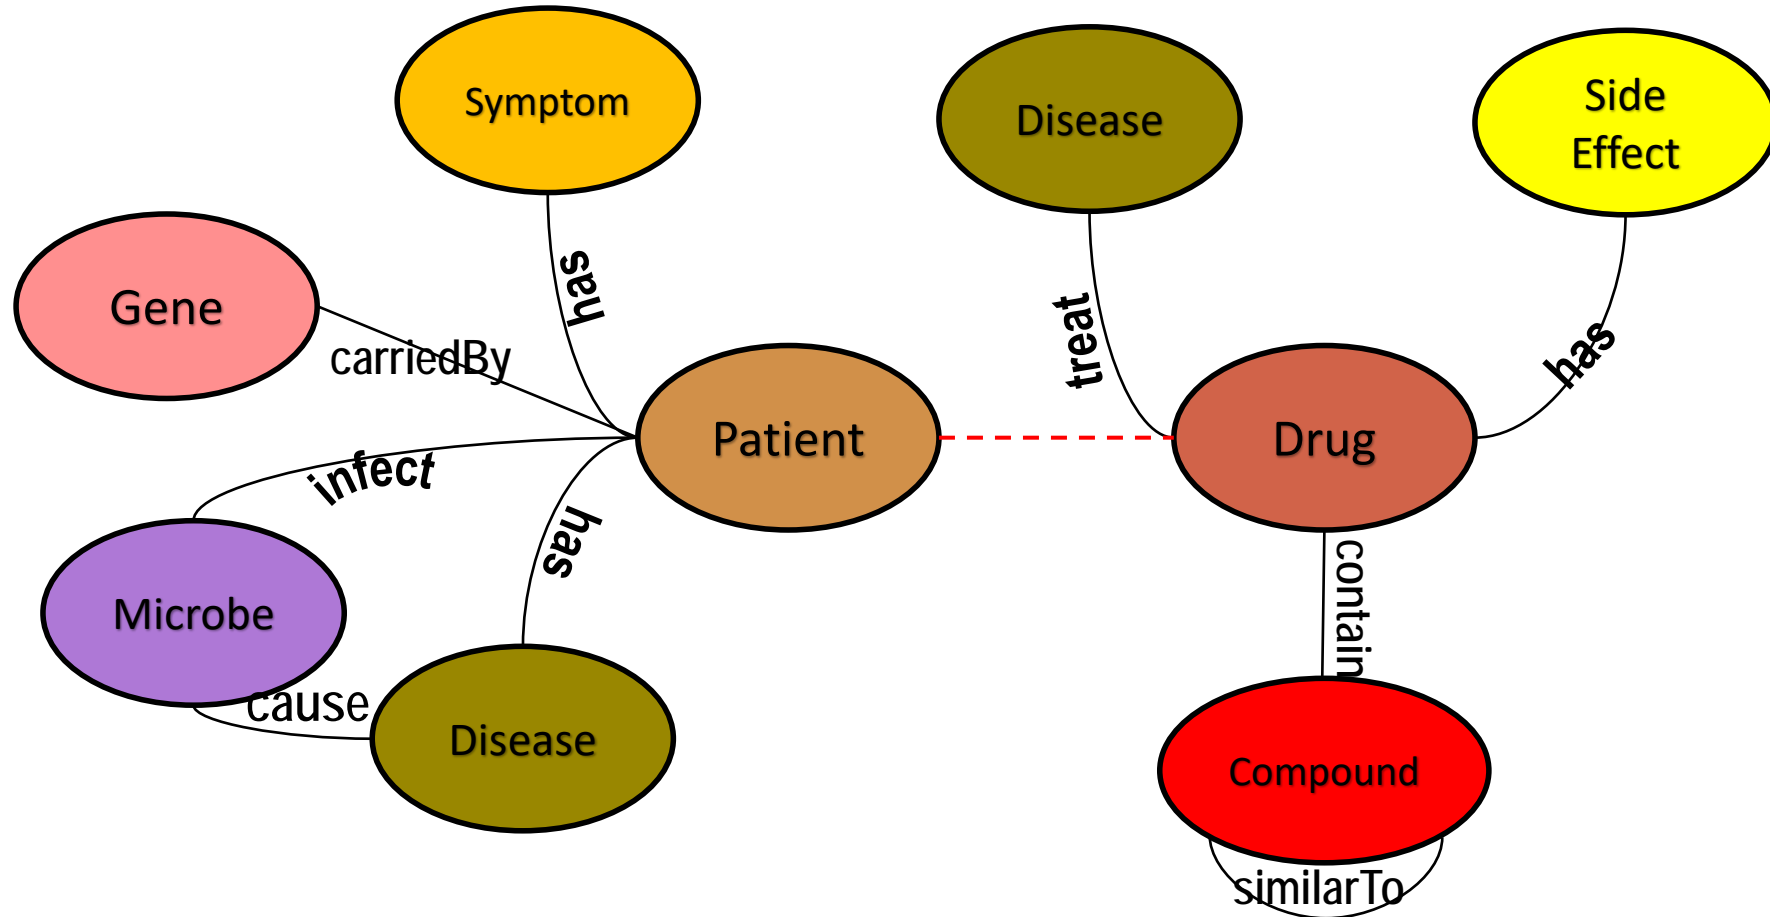 Symptom
Disease
Side
Effect
has
Gene
treat
carriedBy
has
Patient
Drug
infect
has
contain
Microbe
cause
Disease
Compound
similarTo